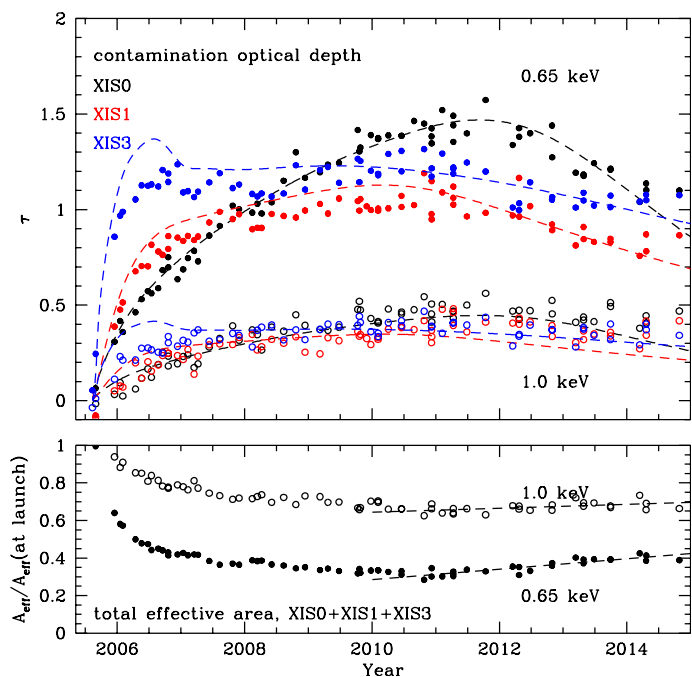 2
contamination optical depth
0.65 keV
XIS0
1.5
XIS1
XIS3
τ
1
0.5
1.0 keV
0
1
1.0 keV
0.8
0.6
0.4
0.65 keV
0.2
total effective area, XIS0+XIS1+XIS3
0
A_eff/A_eff(at launch)
2006 2008 2010 2012 2014
Year